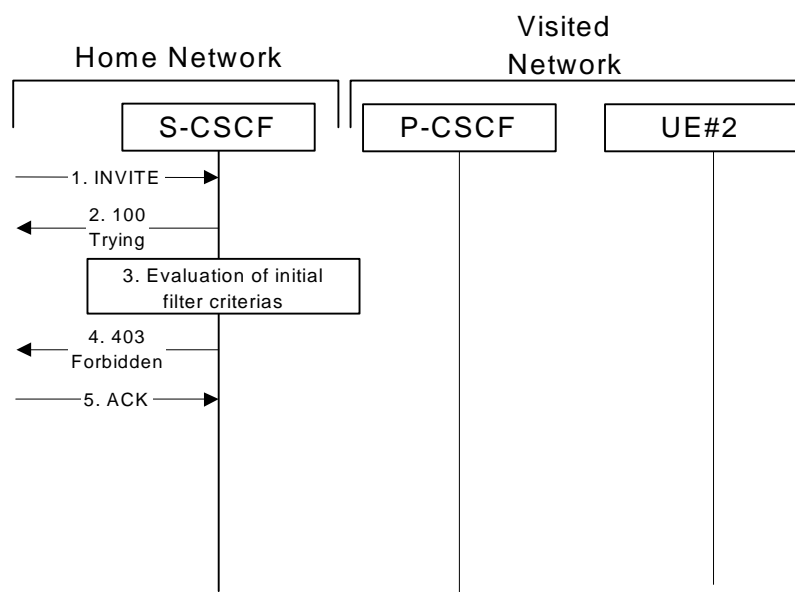 Home Network
Visited
Network
S-CSCF
P-CSCF
UE#2
1. INVITE
2. 100
Trying
3. Evaluation of initial
filter criterias
4. 403
Forbidden
5. ACK